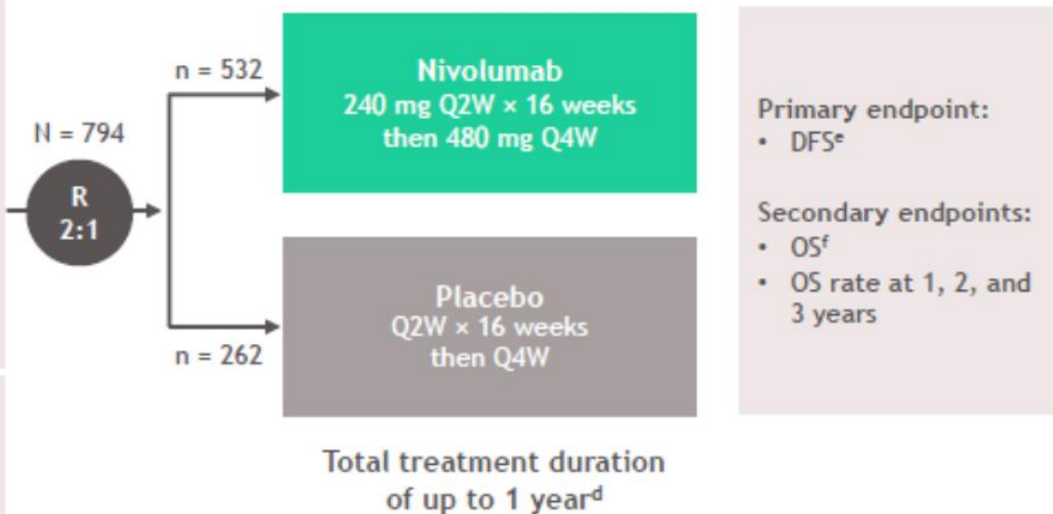 n = 532
N = 794
R
2:1
n = 262
Nivolumab
240 mg Q2W × 16 weeks
then 480 mg Q4W
Placebo
Q2W × 16 weeks
then Q4W
Total treatment duration
of up to 1 yearᵈ
Primary endpoint:
• DFSᵉ
Secondary endpoints:
• OSᶠ
• OS rate at 1, 2, and
3 years